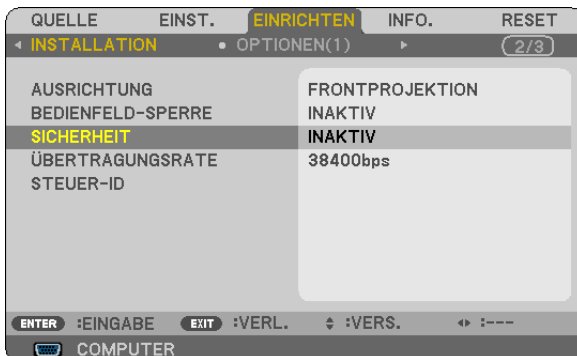 QUELLE EINST. EINRICHTEN INFO. RESET
INSTALLATION OPTIONEN(1) 2/3
AUSRICHTUNG FRONTPROJEKTION
BEDIENFELD-SPERRE INAKTIV
SICHERHEIT INAKTIV
ÜBERTRAGUNGSRATE 38400bps
STEUER-ID
ENTER :EINGABE EXIT :VERL. :VERS. :---
COMPUTER